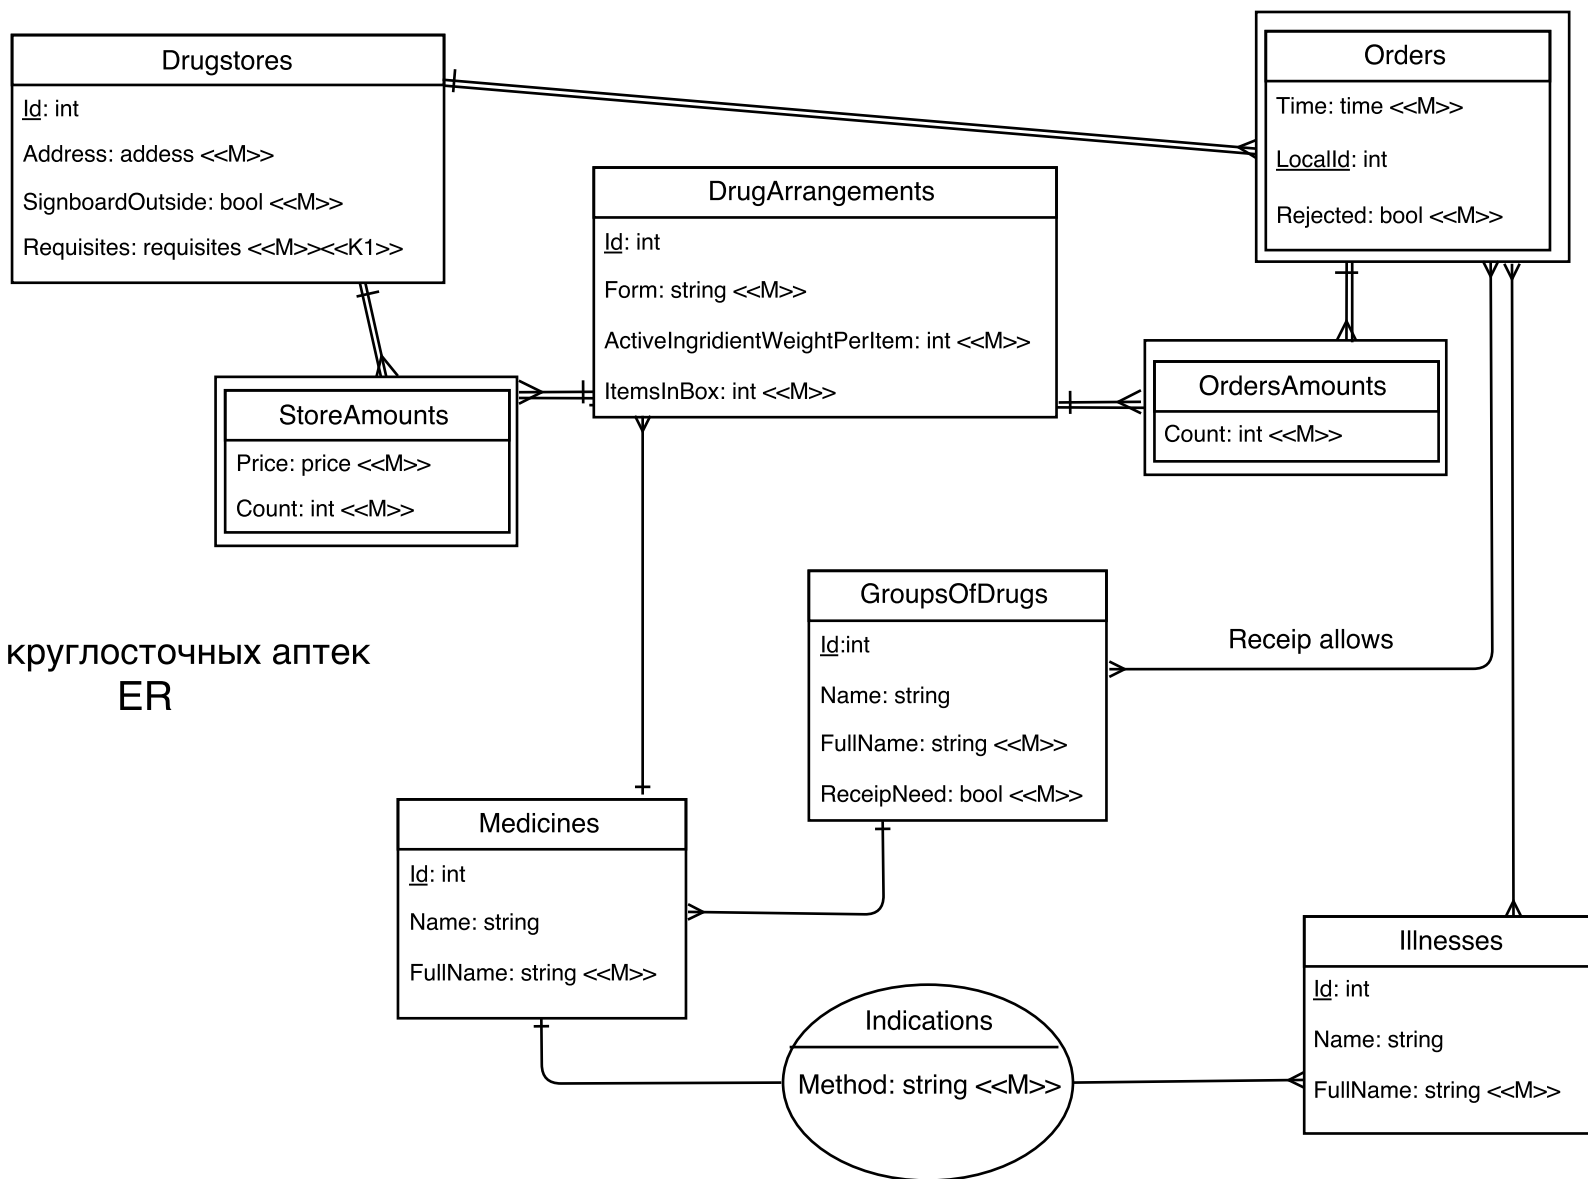 Drugstores
Id: int
Address: addess <<M>>
SignboardOutside: bool <<M>>
Requisites: requisites <<M>><<K1>>
Orders
Time: time <<M>>
LocalId: int
Rejected: bool <<M>>
DrugArrangements
Id: int
Form: string <<M>>
ActiveIngridientWeightPerItem: int <<M>>
ItemsInBox: int <<M>>
StoreAmounts
Price: price <<M>>
Count: int <<M>>
OrdersAmounts
Count: int <<M>>
GroupsOfDrugs
Id:int
Name: string
FullName: string <<M>>
ReceipNeed: bool <<M>>
Receip allows
круглосточных аптек
ER
Medicines
Id: int
Name: string
FullName: string <<M>>
Indications
Method: string <<M>>
Illnesses
Id: int
Name: string
FullName: string <<M>>